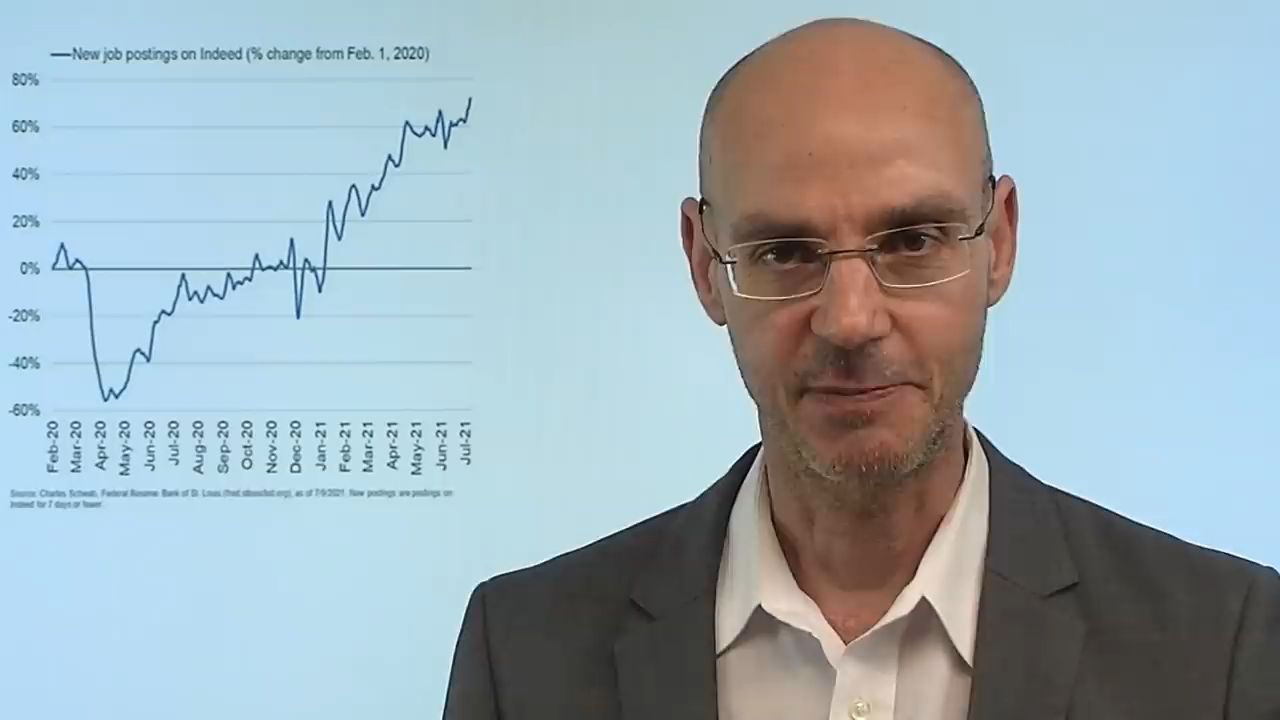 New job postings on Indeed (% change from Feb. 1, 2020)
80%
60%
40%
20%
0%
-20%
-40%
-60%
Feb-20
Mar-20
Apr-20
May-20
Jun-20
Jul-20
Aug-20
Sep-20
Oct-20
Nov-20
Dec-20
Jan-21
Feb-21
Mar-21
Apr-21
May-21
Jun-21
Jul-21
Source: Charles Schwab, Federal Reserve Bank of St. Louis as of 7/9/2021. New postings are postings on
Indeed for 7 days or fewer.